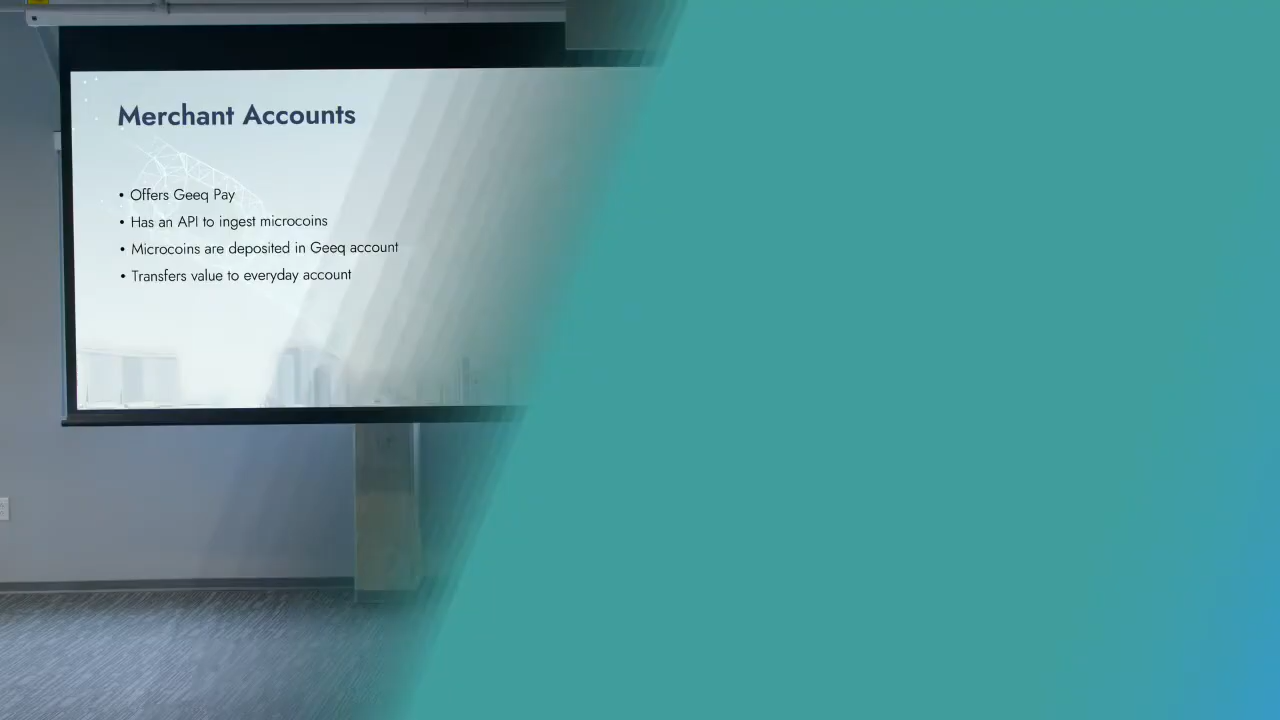 Merchant Accounts
• Offers Geeq Pay
• Has an API to ingest microcoins
• Microcoins are deposited in Geeq account
• Transfers value to everyday account